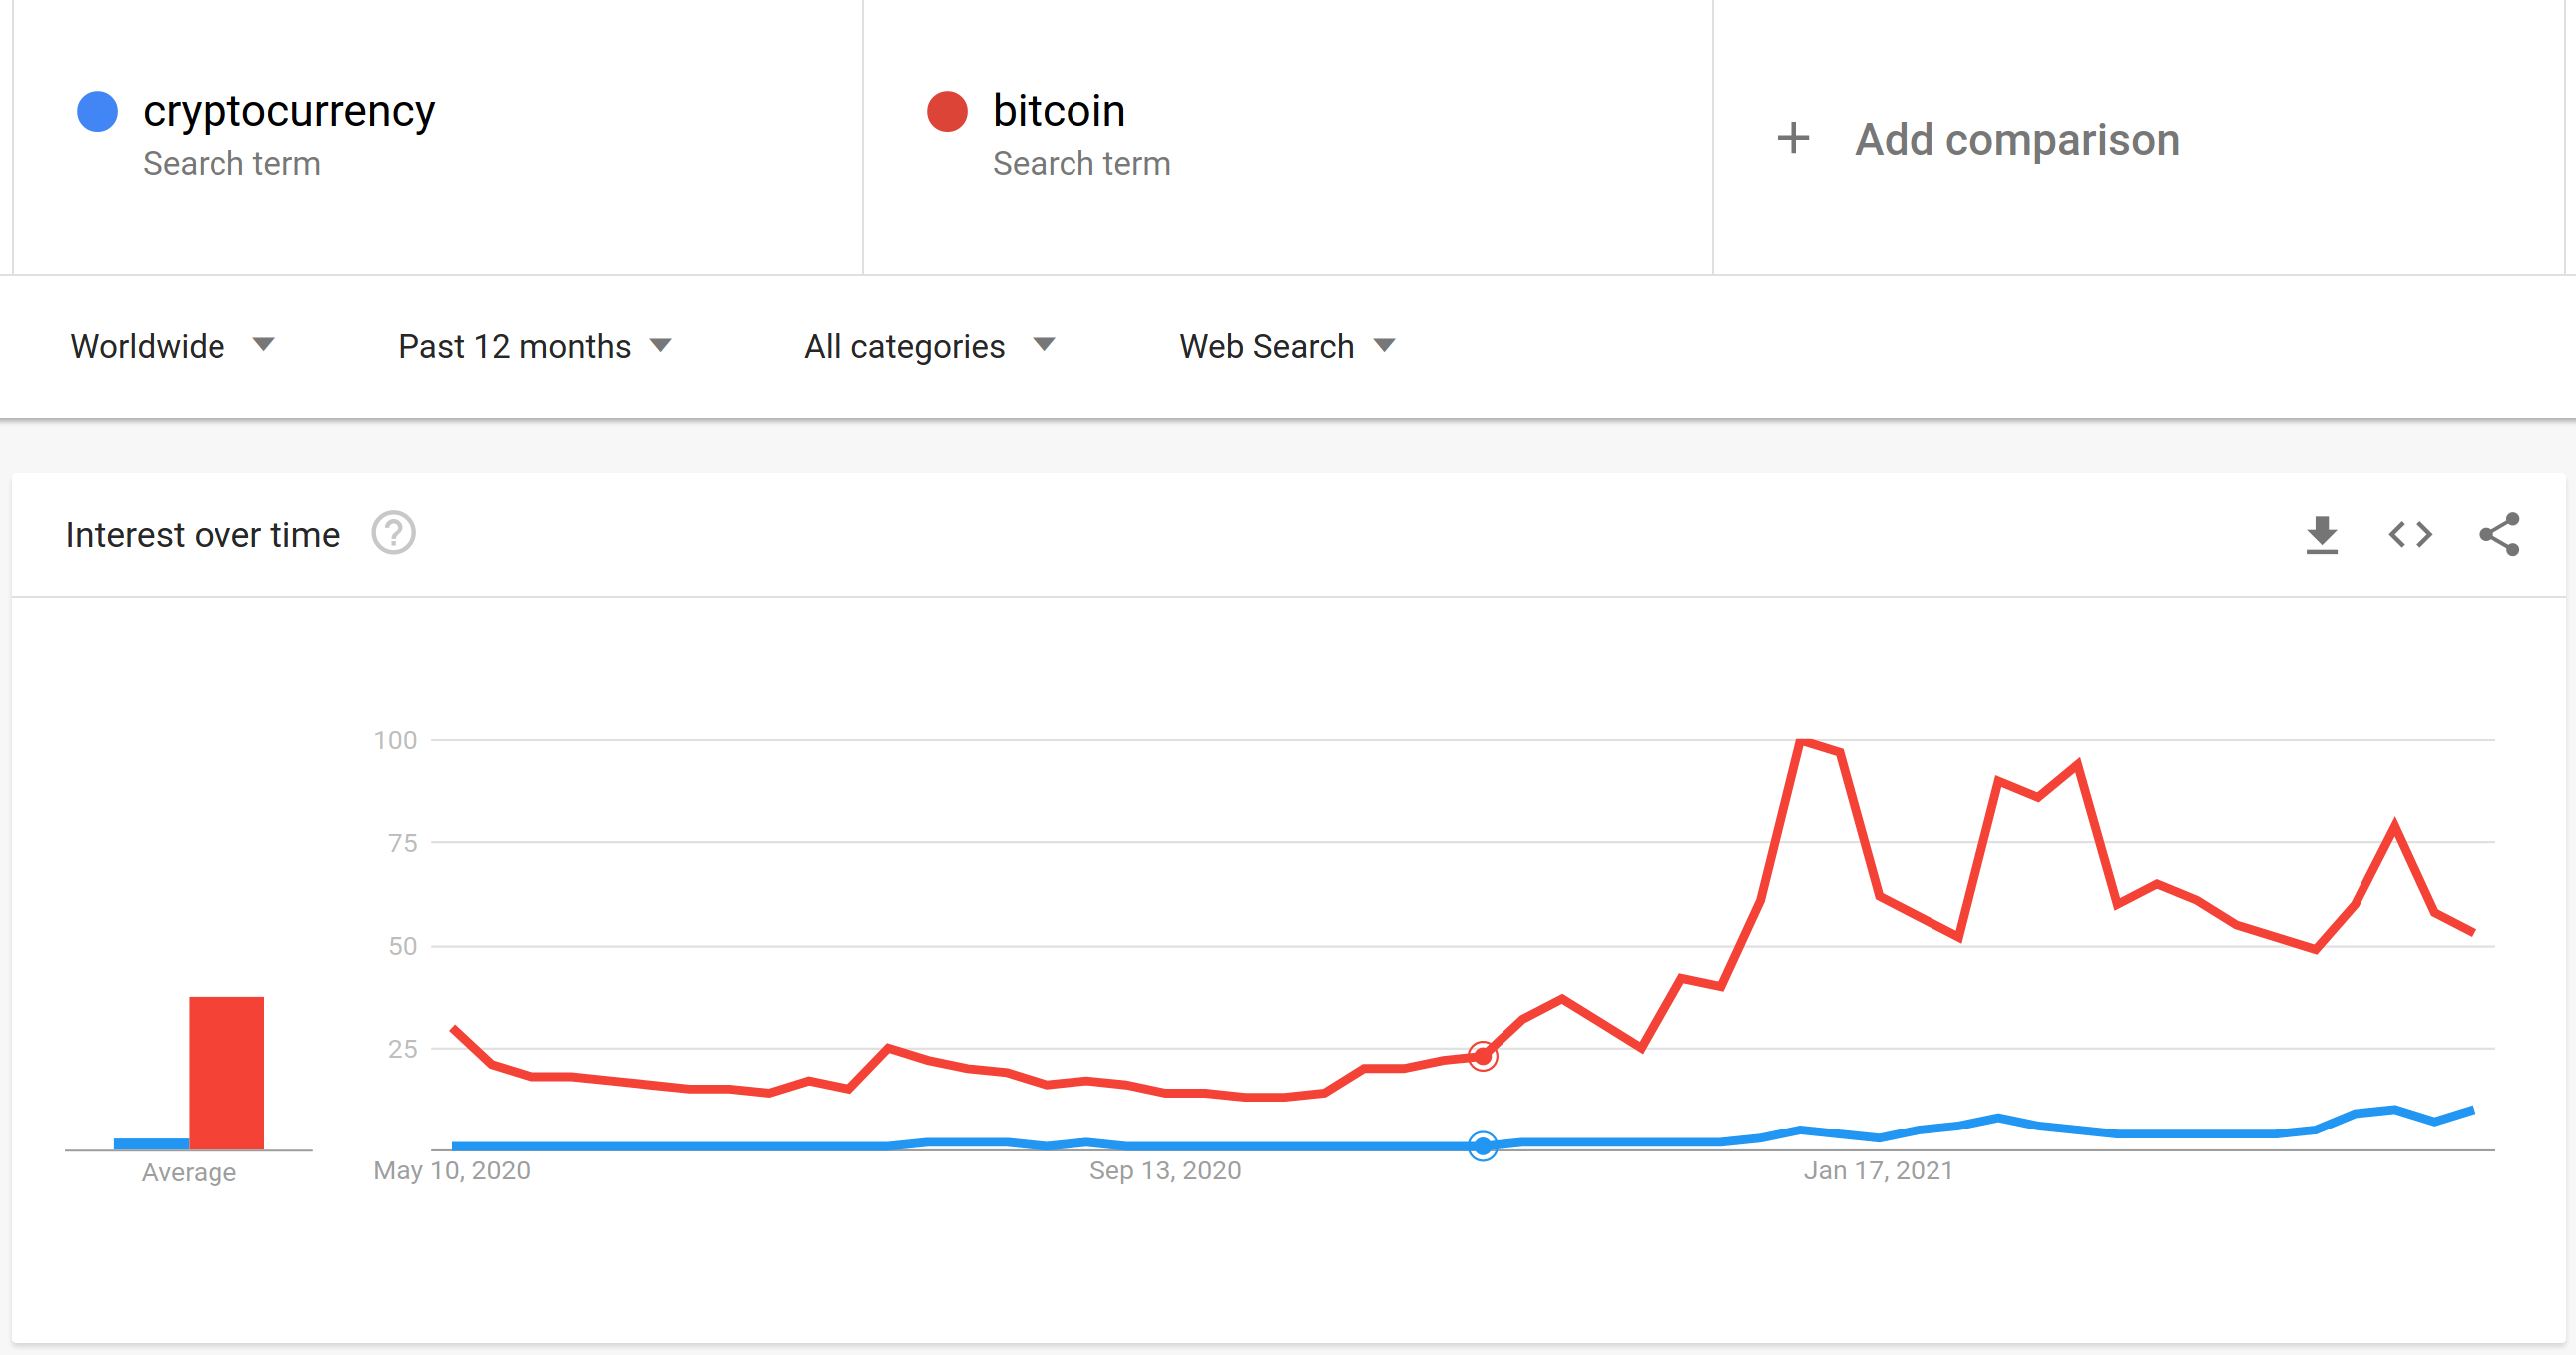 cryptocurrency
Search term
bitcoin
Search term
+ Add comparison
Worldwide
Past 12 months
All categories
Web Search
Interest over time
?
100
75
50
25
Average
May 10, 2020
Sep 13, 2020
Jan 17, 2021